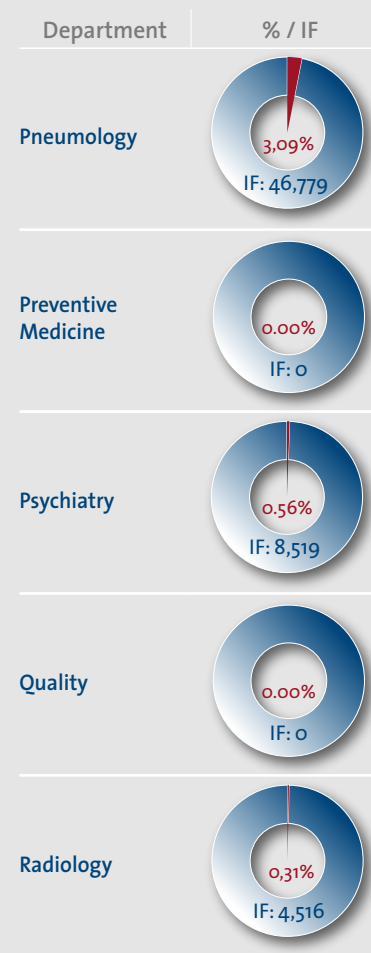 Department % / IF
Pneumology
3,09%
IF: 46,779
Preventive
Medicine
0.00%
IF: 0
Psychiatry
0.56%
IF: 8,519
Quality
0.00%
IF: 0
Radiology
0,31%
IF: 4,516